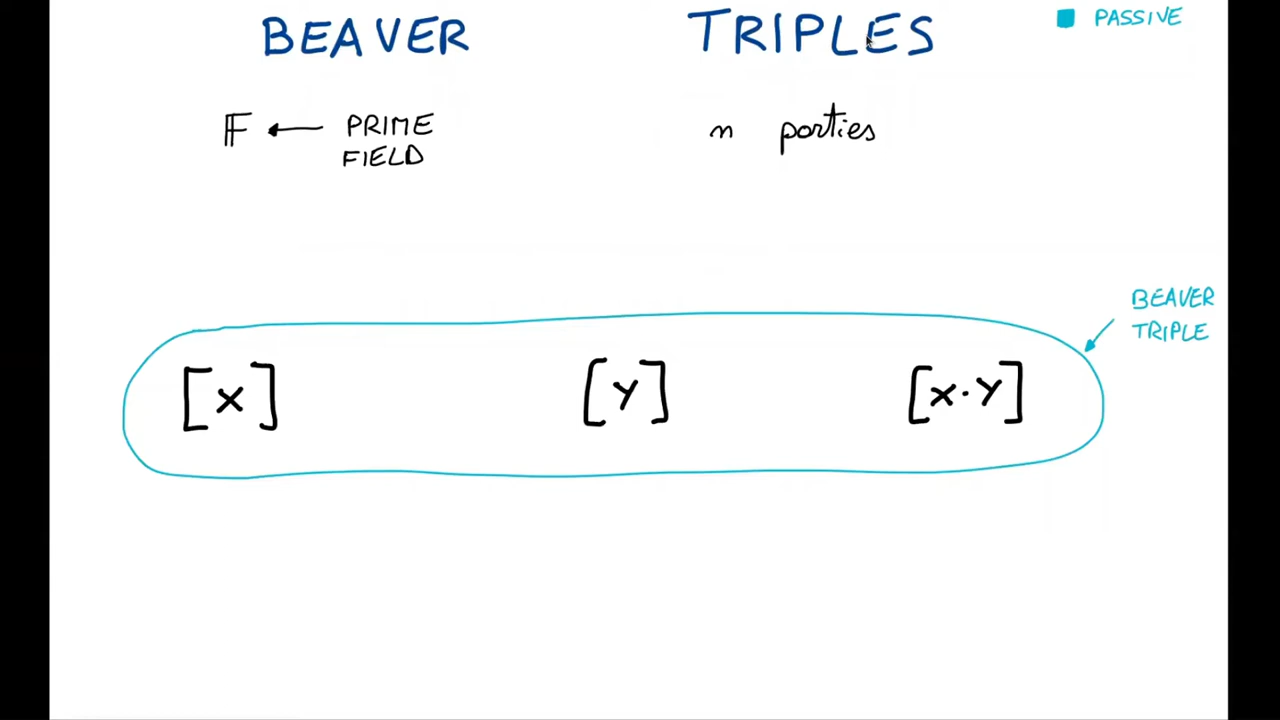 BEAVER TRIPLES
PASSIVE
𝔽 ← PRIME
FIELD
n parties
BEAVER
TRIPLE
[x] [y] [x·y]